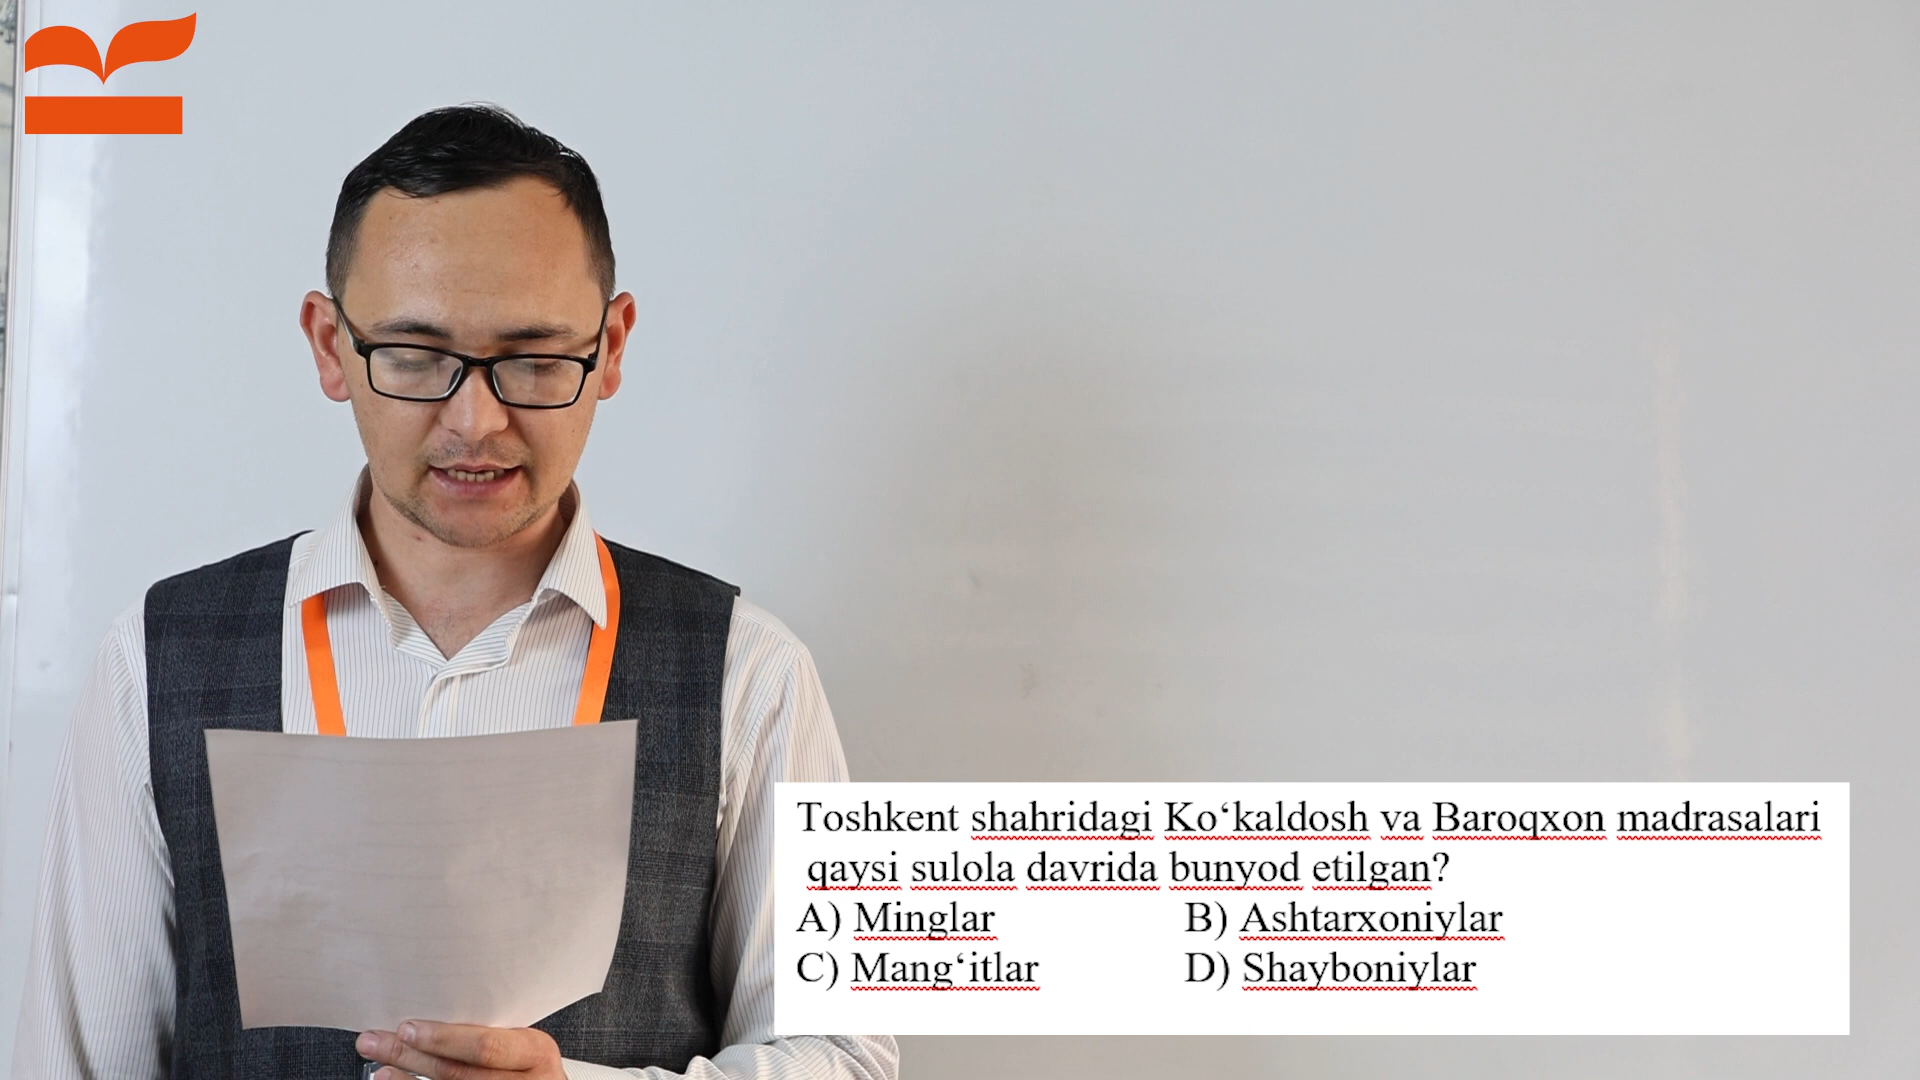 Toshkent shahridagi Ko‘kaldosh va Baroqxon madrasalari
qaysi sulola davrida bunyod etilgan?
A) Minglar B) Ashtarxoniylar
C) Mang‘itlar D) Shayboniylar